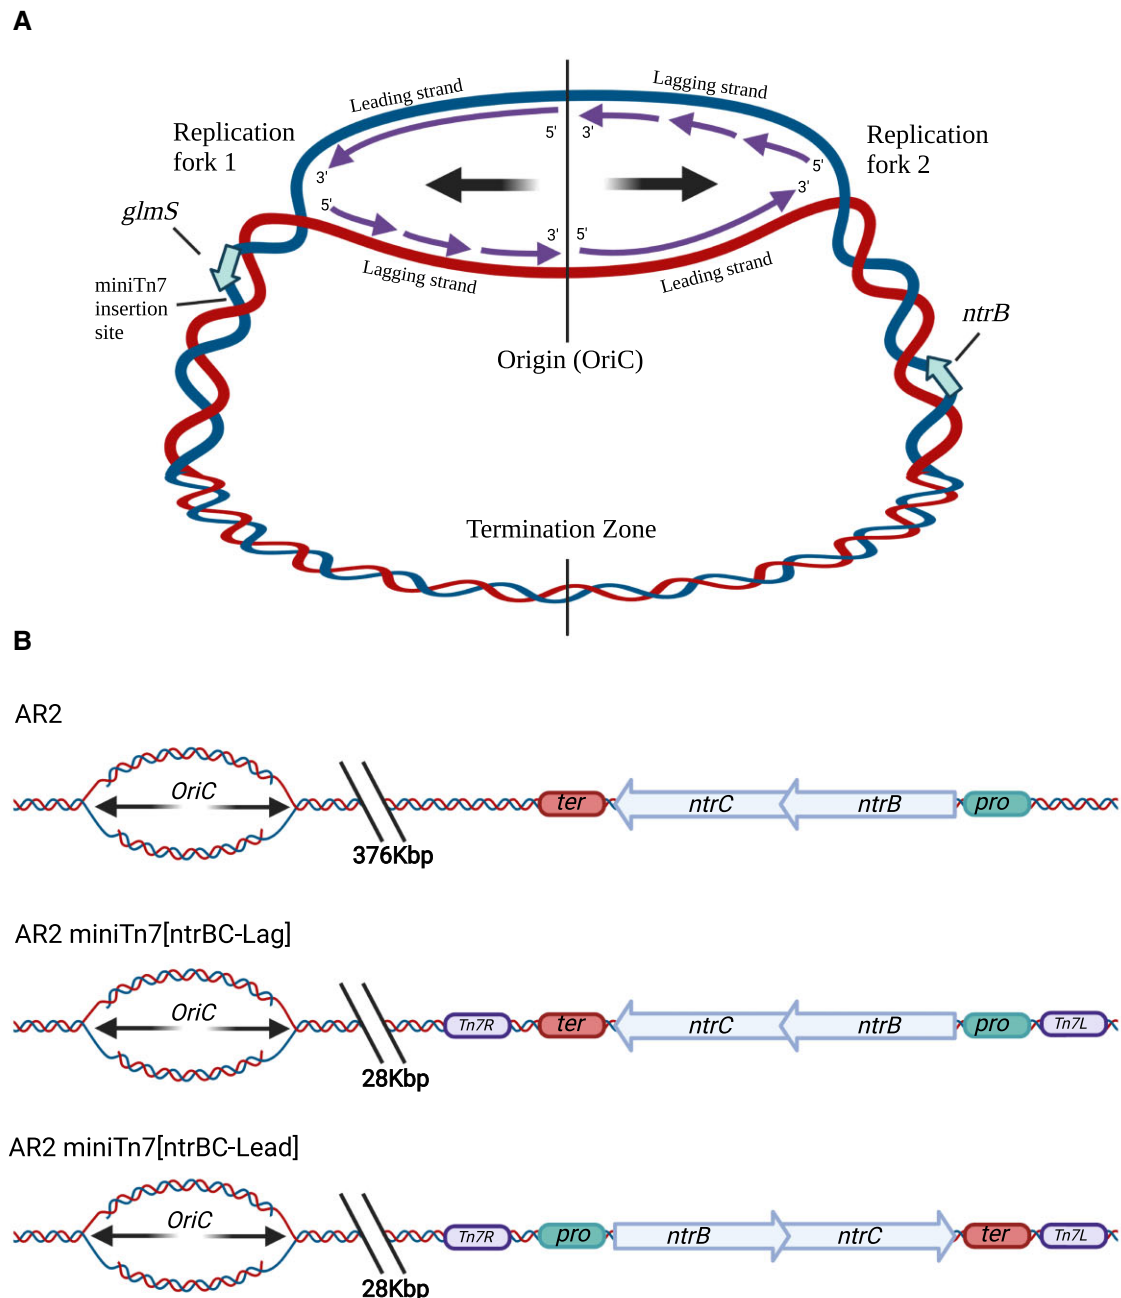 A
Leading strand
Lagging strand
Replication
fork 1
5'
3'
Replication
fork 2
3'
5'
3'
5'
glmS
3'
5'
miniTn7
insertion
site
Lagging strand
Leading strand
ntrB
Origin (OriC)
Termination Zone
B
AR2
OriC
ter
ntrC
ntrB
pro
376Kbp
AR2 miniTn7[ntrBC-Lag]
OriC
Tn7R
ter
ntrC
ntrB
pro
Tn7L
28Kbp
AR2 miniTn7[ntrBC-Lead]
OriC
Tn7R
pro
ntrB
ntrC
ter
Tn7L
28Kbp